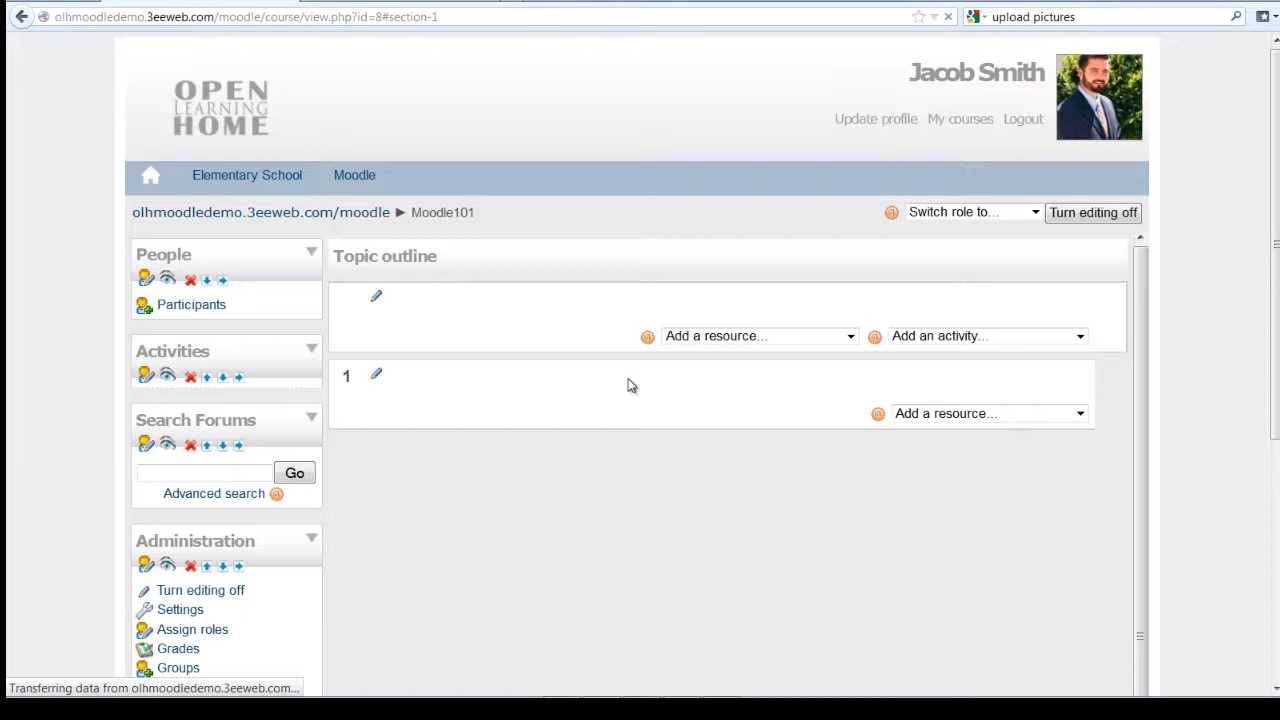 olhmoodledemo.3eeweb.com/moodle/course/view.php?id=8#section-1
upload pictures
OPEN
LEARNING
HOME
Jacob Smith
Update profile My courses Logout
Elementary School Moodle
olhmoodledemo.3eeweb.com/moodle ► Moodle101
Switch role to... Turn editing off
People
Participants
Activities
Search Forums
Go
Advanced search
Administration
Turn editing off
Settings
Assign roles
Grades
Groups
Topic outline
Add a resource... Add an activity...
1
Add a resource...
Transferring data from olhmoodledemo.3eeweb.com...